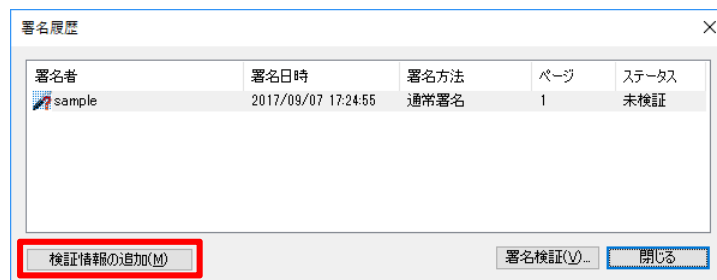 署名履歴
署名者 署名日時 署名方法 ページ ステータス
sample 2017/09/07 17:24:55 通常署名 1 未検証
検証情報の追加(M) 署名検証(V)... 閉じる